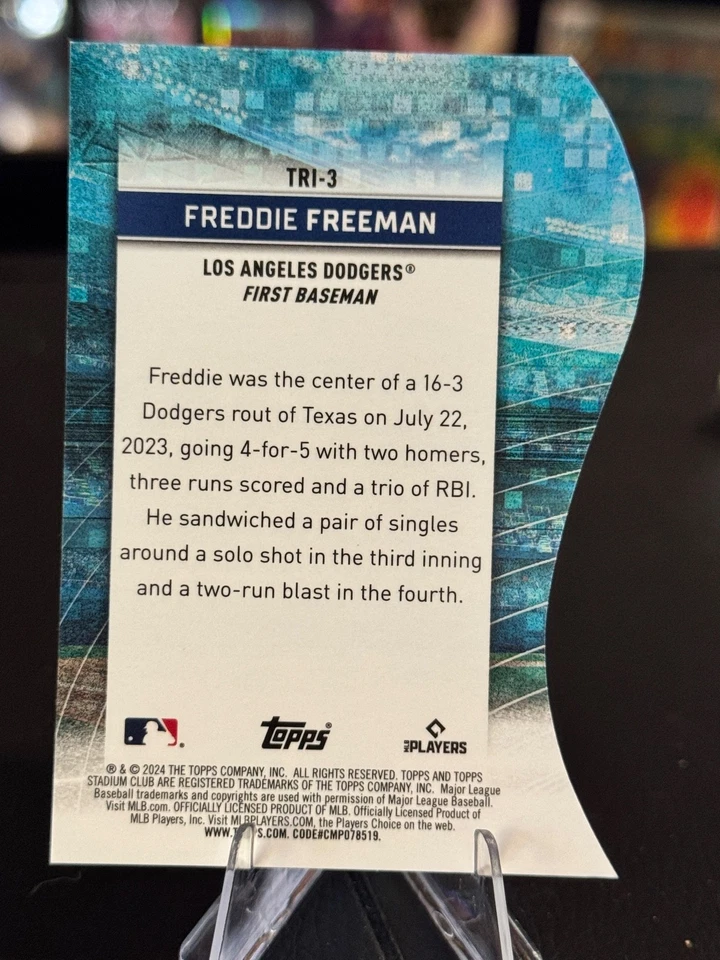 TRI-3
FREDDIE FREEMAN
LOS ANGELES DODGERS®
FIRST BASEMAN
Freddie was the center of a 16-3
Dodgers rout of Texas on July 22,
2023, going 4-for-5 with two homers,
three runs scored and a trio of RBI.
He sandwiched a pair of singles
around a solo shot in the third inning
and a two-run blast in the fourth.
Topps®
MLB PLAYERS
® & © 2024 THE TOPPS COMPANY, INC. ALL RIGHTS RESERVED. TOPPS AND TOPPS
STADIUM CLUB ARE REGISTERED TRADEMARKS OF THE TOPPS COMPANY, INC. Major League
Baseball trademarks and copyrights are used with permission of Major League Baseball.
Visit MLB.com. OFFICIALLY LICENSED PRODUCT OF MLB. Officially Licensed Product of
MLB Players, Inc. Visit MLBPLAYERS.COM, the Players Choice on the web.
CODE#CMP078519.